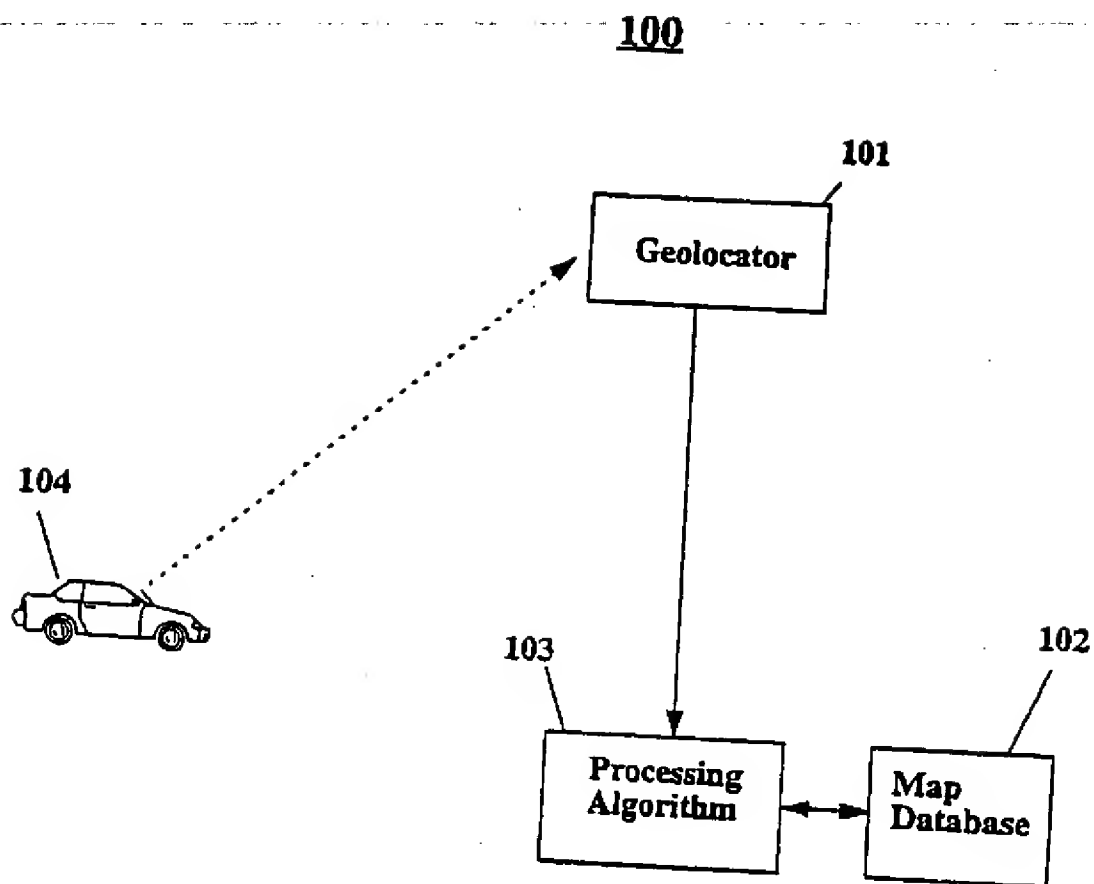 100
101
Geolocator
104
103
102
Processing
Algorithm
Map
Database